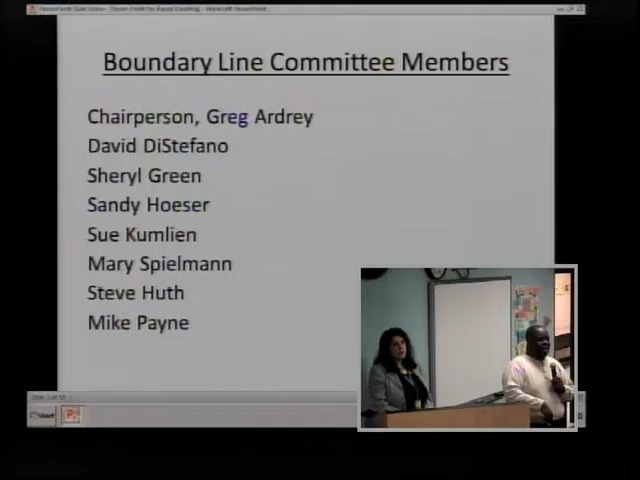 Boundary Line Committee Members
Chairperson, Greg Ardrey
David DiStefano
Sheryl Green
Sandy Hoeser
Sue Kumlien
Mary Spielmann
Steve Huth
Mike Payne